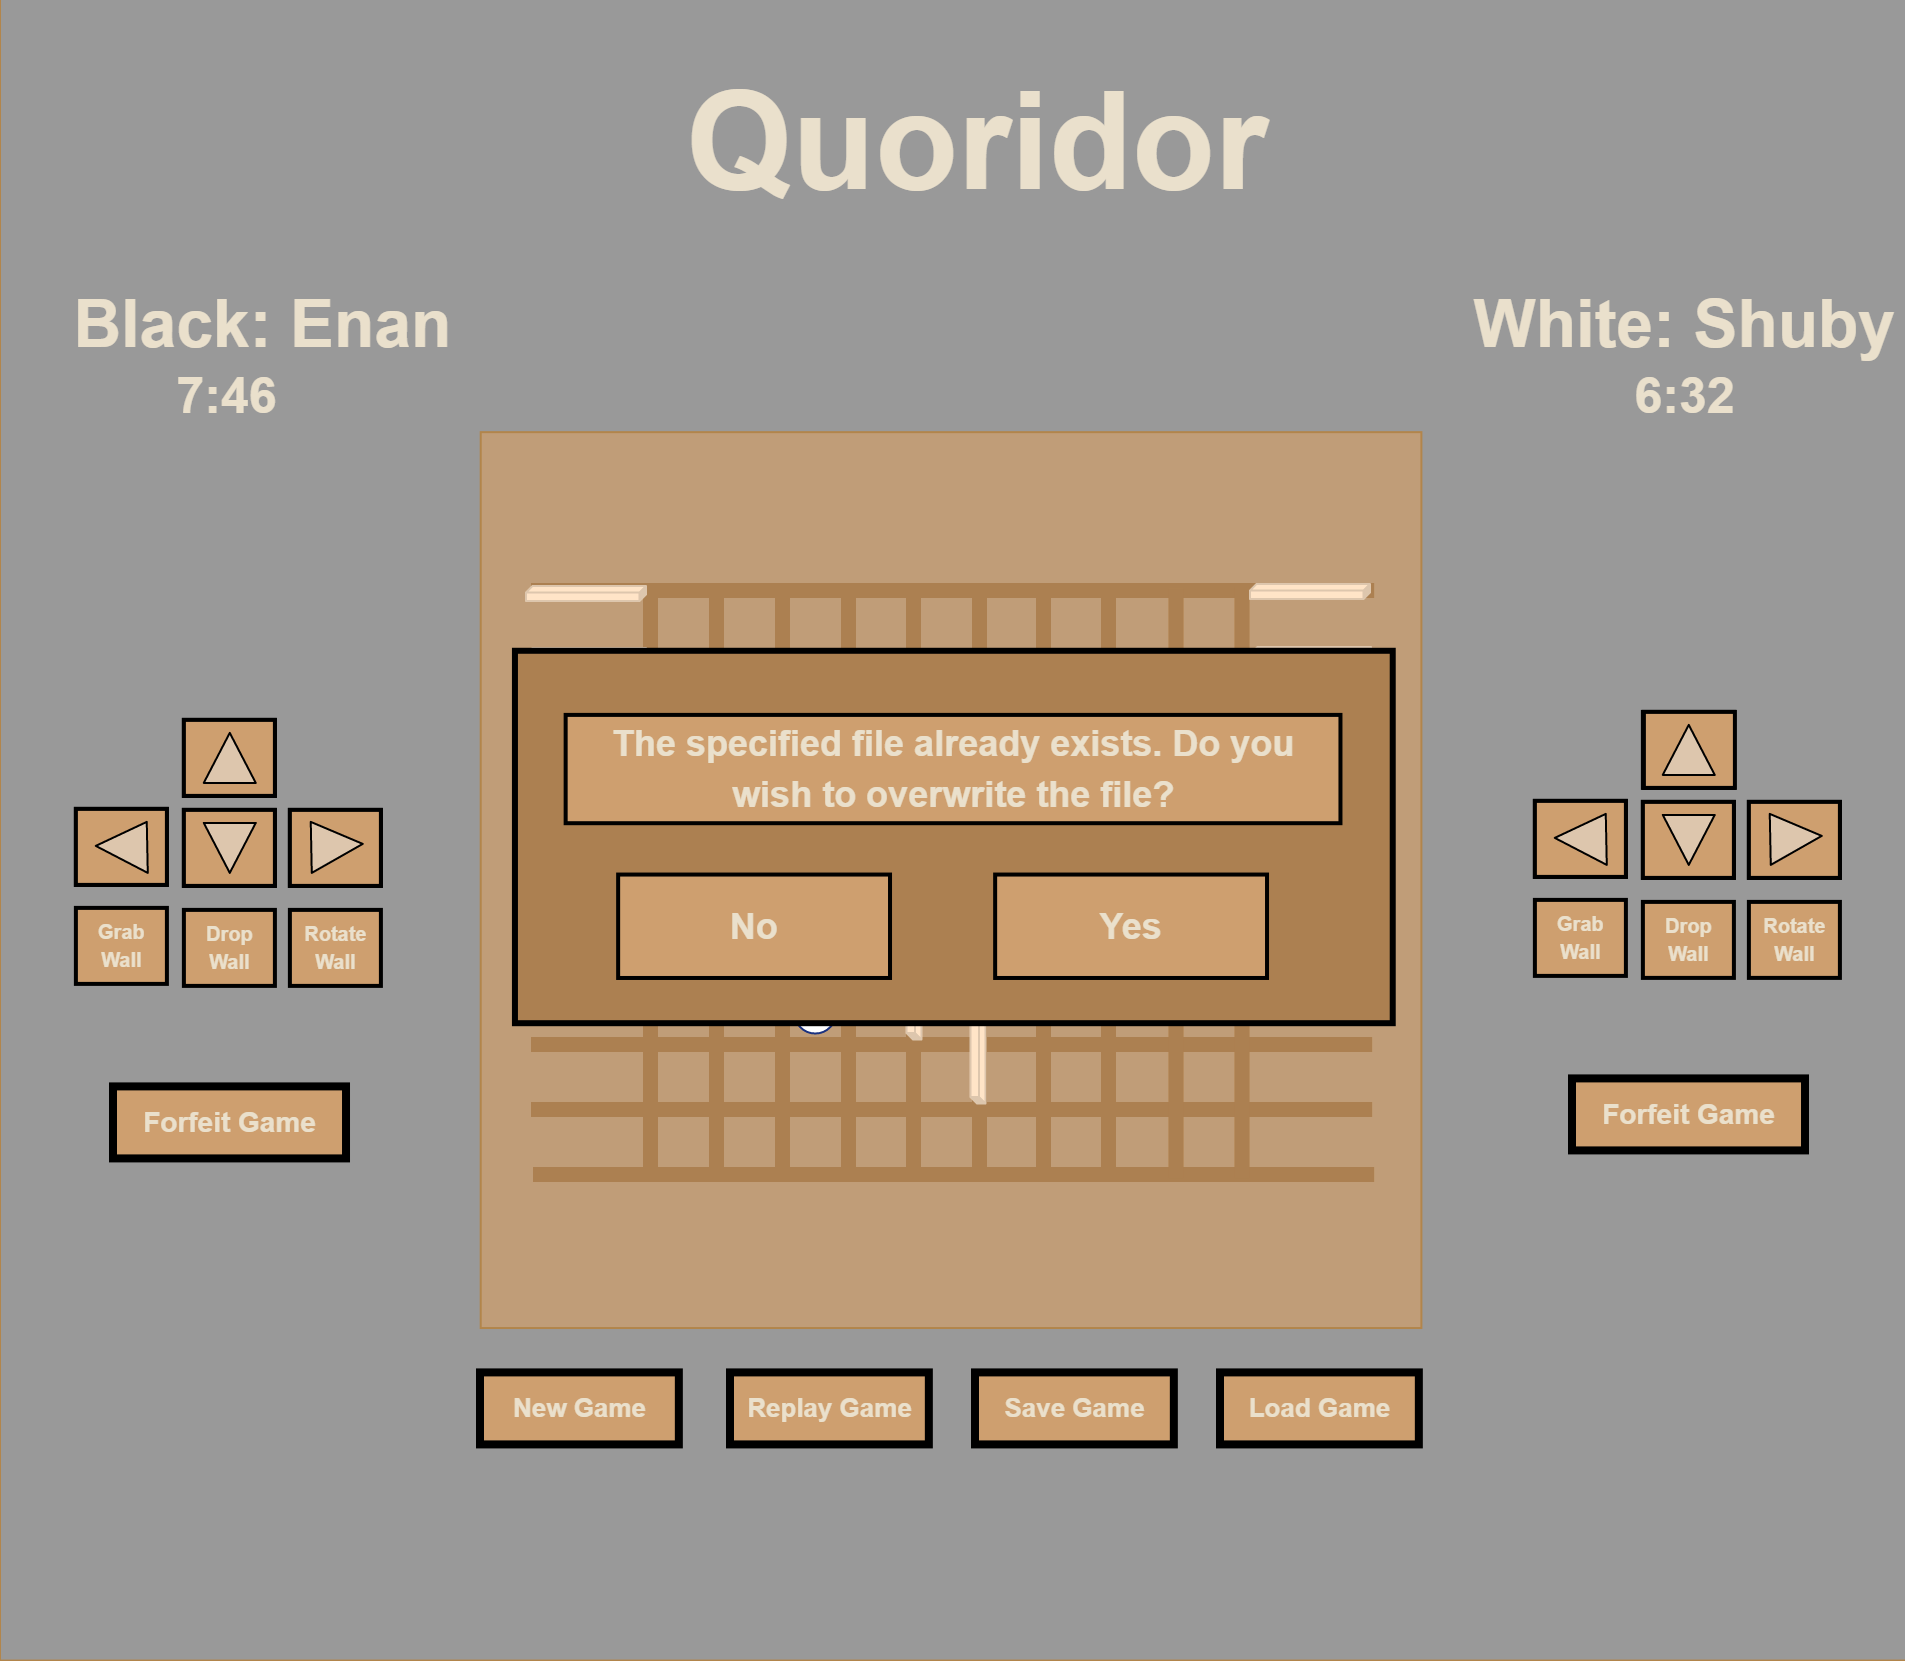 Quoridor
Black: Enan
7:46
White: Shuby
6:32
The specified file already exists. Do you
wish to overwrite the file?
No
Yes
Grab
Wall
Drop
Wall
Rotate
Wall
Grab
Wall
Drop
Wall
Rotate
Wall
Forfeit Game
Forfeit Game
New Game
Replay Game
Save Game
Load Game